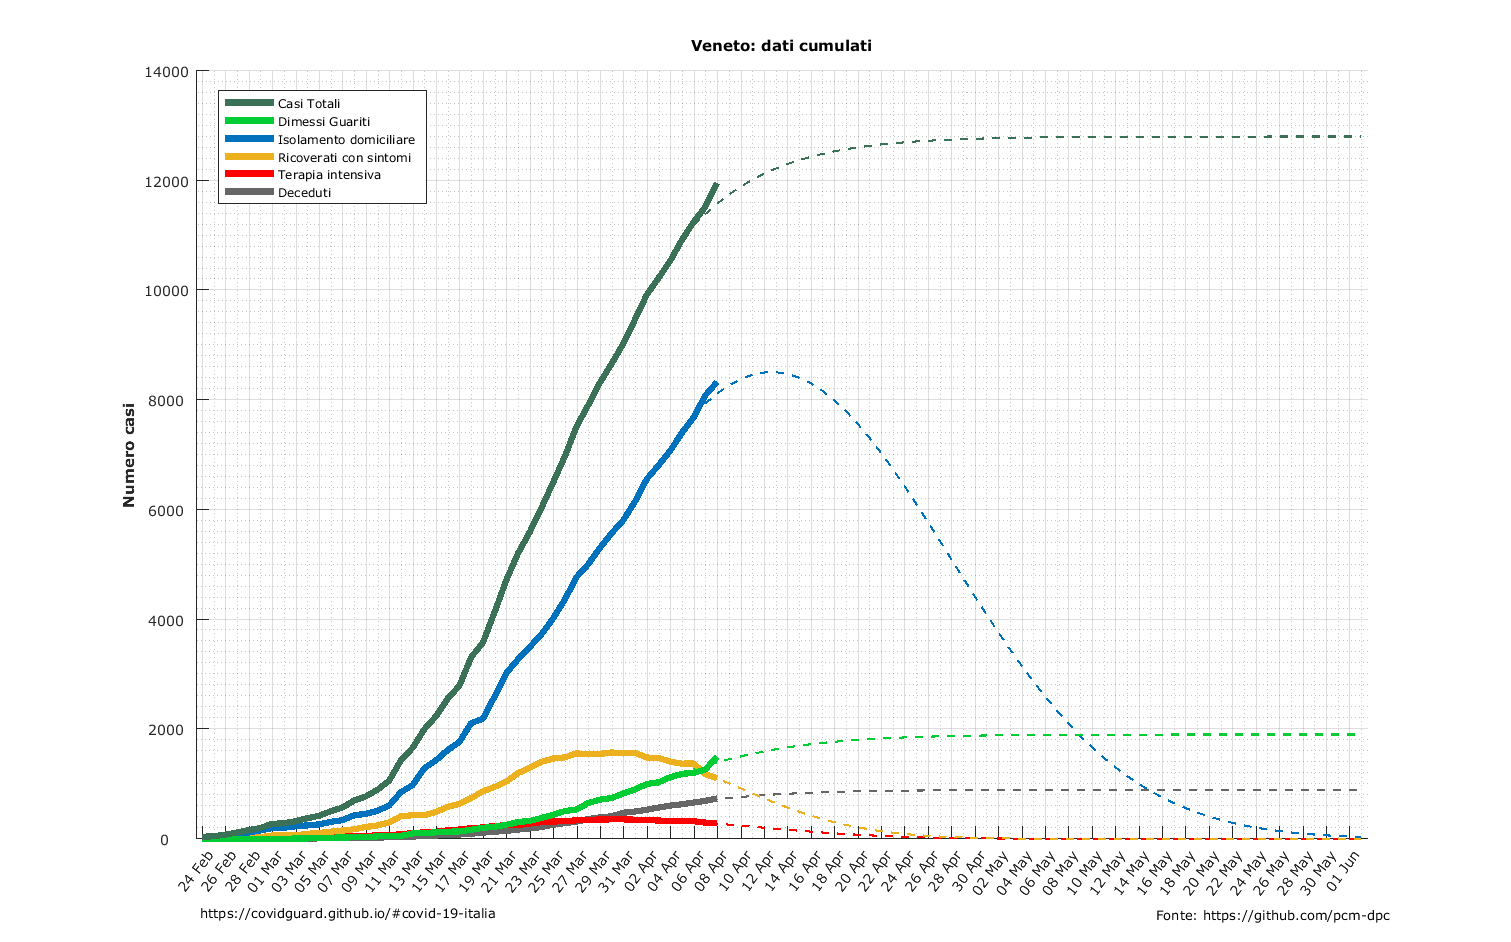 Veneto: dati cumulati
14000
12000
10000
8000
6000
4000
2000
0
Numero casi
Casi Totali
Dimessi Guariti
Isolamento domiciliare
Ricoverati con sintomi
Terapia intensiva
Deceduti
24 Feb
26 Feb
28 Feb
01 Mar
03 Mar
05 Mar
07 Mar
09 Mar
11 Mar
13 Mar
15 Mar
17 Mar
19 Mar
21 Mar
23 Mar
25 Mar
27 Mar
29 Mar
31 Mar
02 Apr
04 Apr
06 Apr
08 Apr
10 Apr
12 Apr
14 Apr
16 Apr
18 Apr
20 Apr
22 Apr
24 Apr
26 Apr
28 Apr
30 Apr
02 May
04 May
06 May
08 May
10 May
12 May
14 May
16 May
18 May
20 May
22 May
24 May
26 May
28 May
30 May
01 Jun
https://covidguard.github.io/#covid-19-italia
Fonte: https://github.com/pcm-dpc